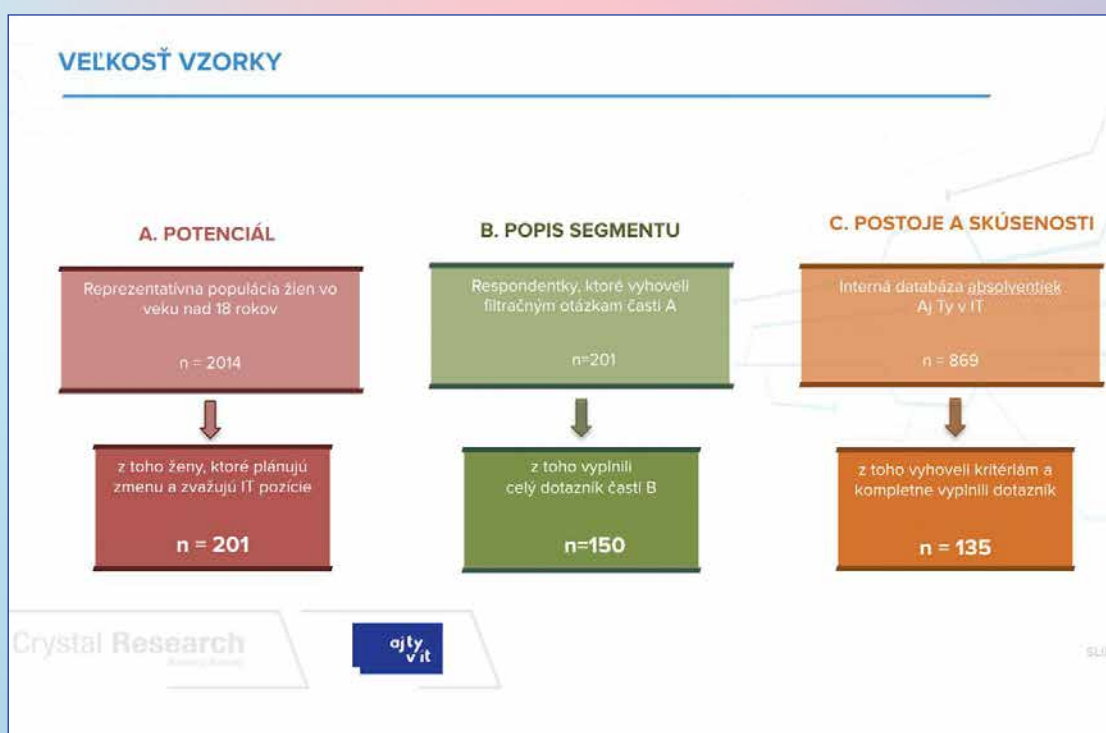 VEĽKOSŤ VZORKY
A. POTENCIÁL
Reprezentatívna populácia žien vo
veku nad 18 rokov
n = 2014
z toho ženy, ktoré plánujú
zmenu a zvažujú IT pozície
n = 201
B. POPIS SEGMENTU
Respondentky, ktoré vyhoveli
filtračným otázkam časti A
n=201
z toho vyplnili
celý dotazník časti B
n=150
C. POSTOJE A SKÚSENOSTI
Interná databáza absolventiek
Aj Ty v IT
n = 869
z toho vyhoveli kritériám a
kompletne vyplnili dotazník
n = 135
Crystal Research
aj ty
v it